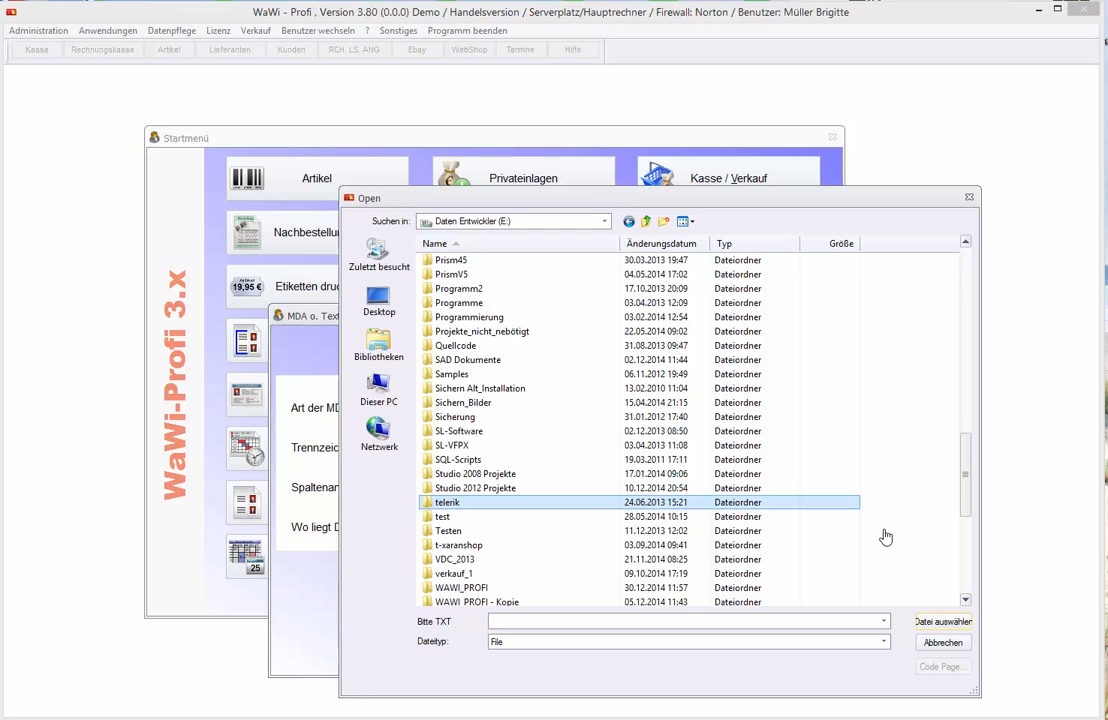 WaWi - Profi , Version 3.80 (0.0.0) Demo / Handelsversion / Serverplatz/Hauptrechner / Firewall: Norton / Benutzer: Müller Brigitte
Administration Anwendungen Datenpflege Lizenz Verkauf Benutzer wechseln ? Sonstiges Programm beenden
Kasse Rechnungskasse Artikel Lieferanten Kunden RCH, LS, ANG Ebay WebShop Termine Hilfe
Startmenü
Artikel Privateinlagen Kasse / Verkauf
Nachbestellu
Etiketten druc
19,95 €
25
WaWi-Profi 3.x
MDA o. Text
Art der MD
Trennzeic
Spaltenan
Wo liegt D
Open
Suchen in: Daten Entwickler (E:)
Zuletzt besucht
Desktop
Bibliotheken
Dieser PC
Netzwerk
Name Änderungsdatum Typ Größe
Prism45 30.03.2013 19:47 Dateiordner
PrismV5 04.05.2014 17:02 Dateiordner
Programm2 17.10.2013 20:09 Dateiordner
Programme 03.04.2013 12:09 Dateiordner
Programmierung 03.02.2014 12:54 Dateiordner
Projekte_nicht_nebötigt 22.05.2014 09:02 Dateiordner
Quellcode 31.08.2013 09:47 Dateiordner
SAD Dokumente 02.12.2014 11:44 Dateiordner
Samples 06.11.2012 19:49 Dateiordner
Sichern Alt_Installation 13.02.2010 11:04 Dateiordner
Sichern_Bilder 15.04.2014 21:15 Dateiordner
Sicherung 31.01.2012 17:40 Dateiordner
SL-Software 02.12.2013 08:50 Dateiordner
SL-VFPX 03.04.2013 11:08 Dateiordner
SQL-Scripts 19.03.2011 17:11 Dateiordner
Studio 2008 Projekte 17.01.2014 09:06 Dateiordner
Studio 2012 Projekte 10.12.2014 20:54 Dateiordner
telerik 24.06.2013 15:21 Dateiordner
test 28.05.2014 10:15 Dateiordner
Testen 11.12.2013 12:02 Dateiordner
t-xaranshop 03.09.2014 09:41 Dateiordner
VDC_2013 21.11.2014 08:25 Dateiordner
verkauf_1 09.10.2014 17:19 Dateiordner
WAWI_PROFI 30.12.2014 11:57 Dateiordner
WAWI_PROFI - Kopie 05.12.2014 11:43 Dateiordner
Bitte TXT Datei auswählen
Dateityp: File Abbrechen
Code Page...